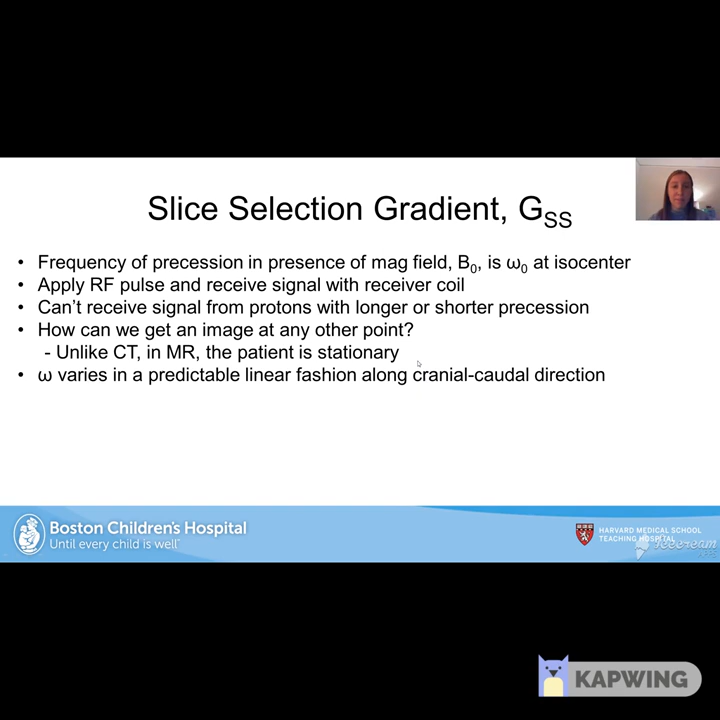 Slice Selection Gradient, G_SS
• Frequency of precession in presence of mag field, B₀, is ω₀ at isocenter
• Apply RF pulse and receive signal with receiver coil
• Can't receive signal from protons with longer or shorter precession
• How can we get an image at any other point?
- Unlike CT, in MR, the patient is stationary
• ω varies in a predictable linear fashion along cranial-caudal direction
Boston Children's Hospital
Until every child is well™
HARVARD MEDICAL SCHOOL
TEACHING HOSPITAL
Icecream
KAPWING